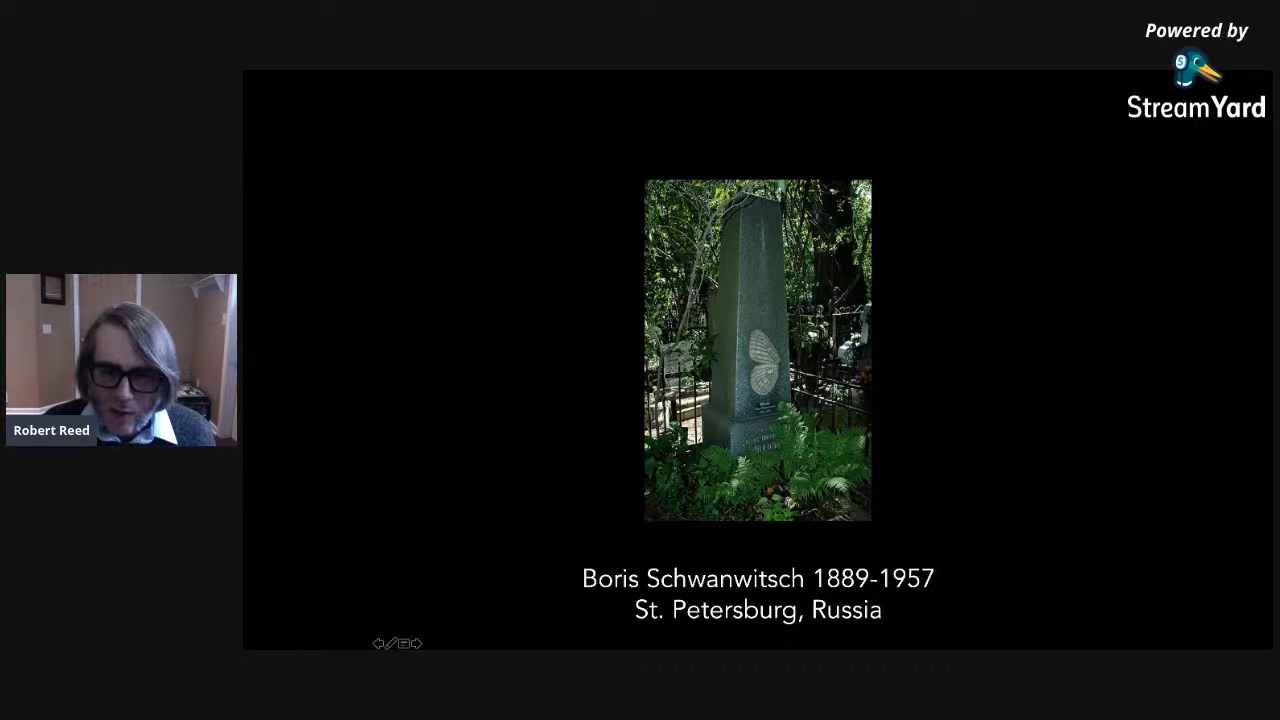 Powered by
StreamYard
Robert Reed
Boris Schwanwitsch 1889-1957
St. Petersburg, Russia